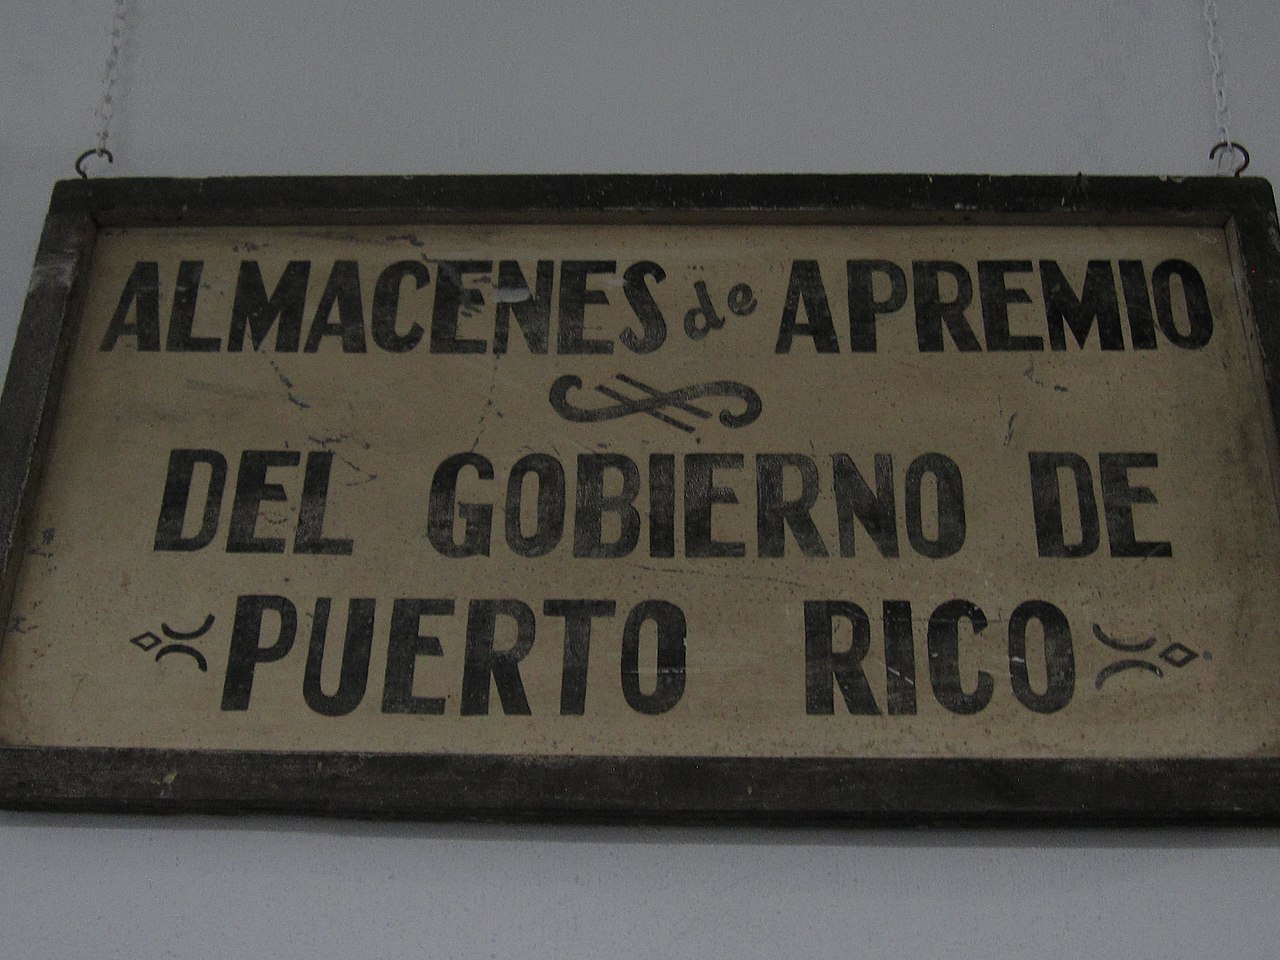 ALMACENES de APREMIO
DEL GOBIERNO DE
PUERTO RICO